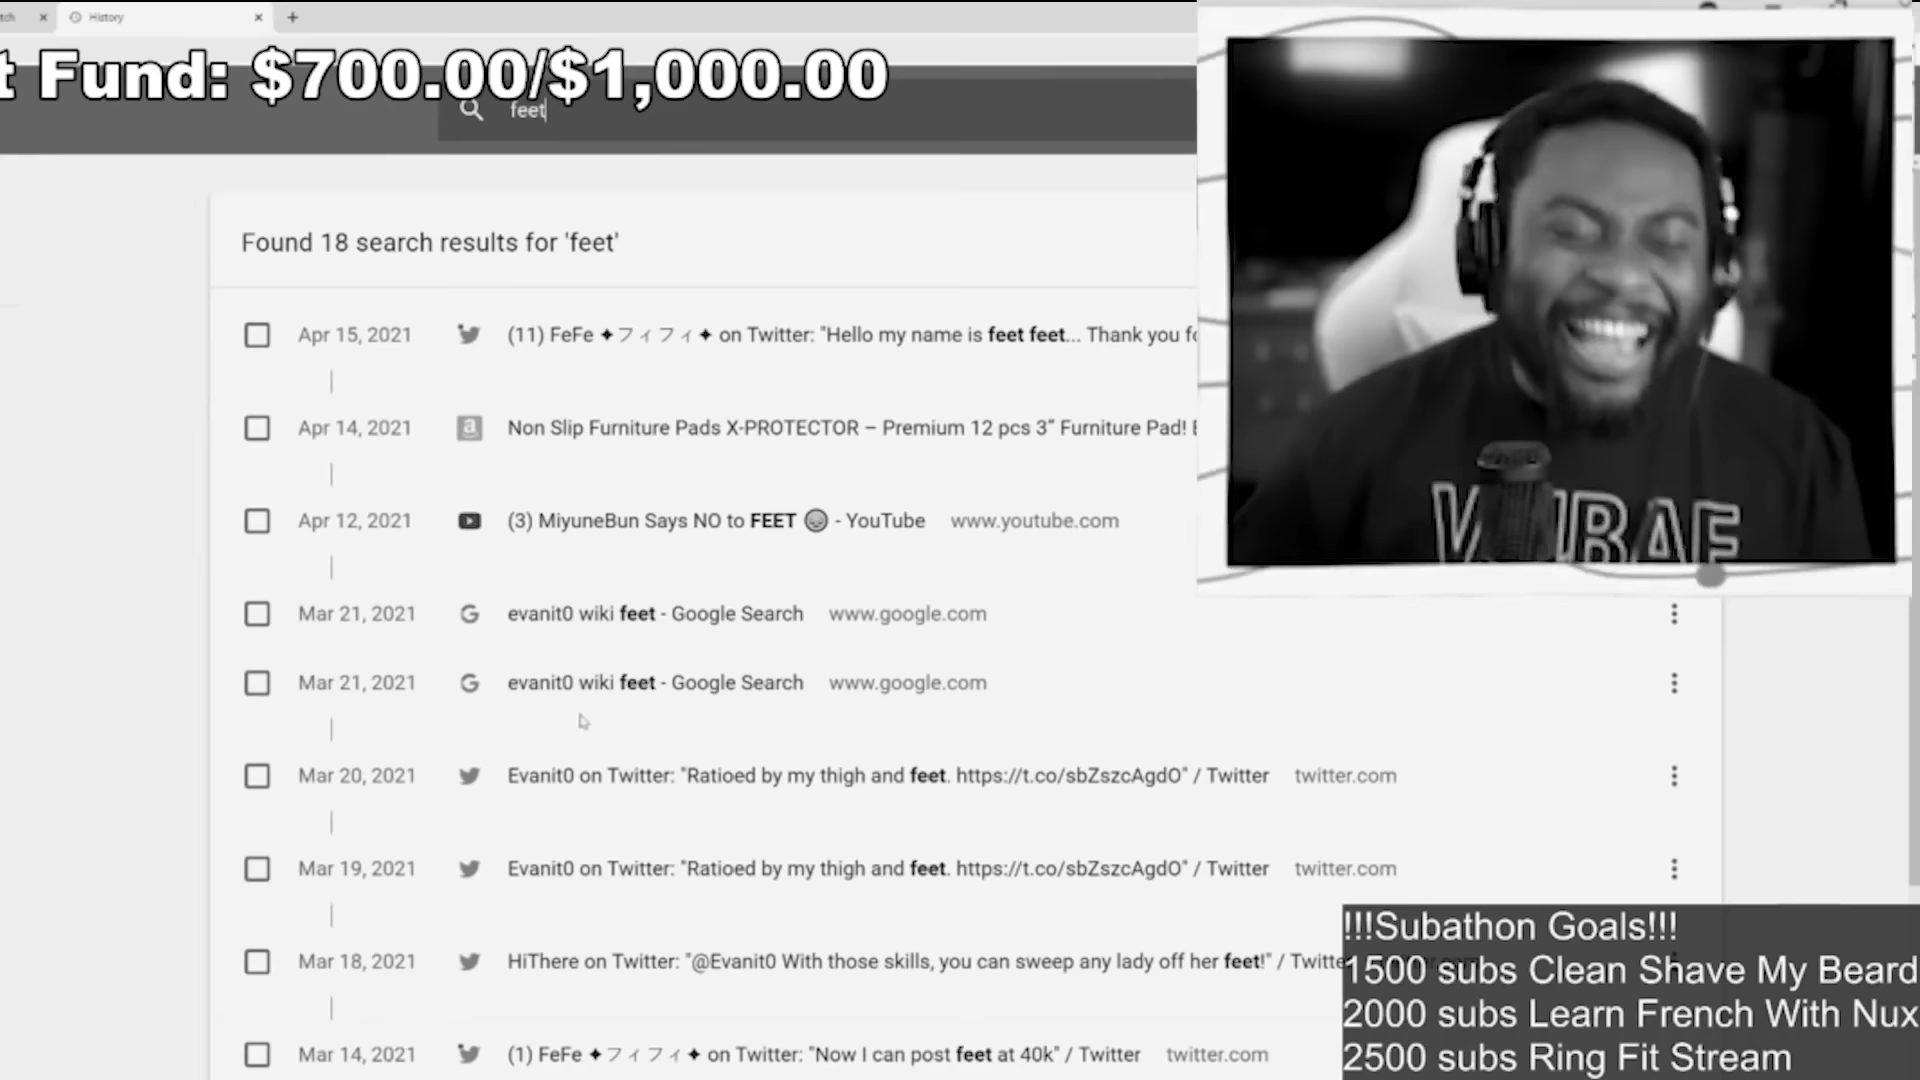 tch
History
t Fund: $700.00/$1,000.00
feet
Found 18 search results for 'feet'
Apr 15, 2021 (11) FeFe ✦フィフィ✦ on Twitter: "Hello my name is feet feet... Thank you fo
Apr 14, 2021 Non Slip Furniture Pads X-PROTECTOR – Premium 12 pcs 3” Furniture Pad! B
Apr 12, 2021 (3) MiyuneBun Says NO to FEET - YouTube www.youtube.com
Mar 21, 2021 evanit0 wiki feet - Google Search www.google.com
Mar 21, 2021 evanit0 wiki feet - Google Search www.google.com
Mar 20, 2021 Evanit0 on Twitter: "Ratioed by my thigh and feet. https://t.co/sbZszcAgdO" / Twitter twitter.com
Mar 19, 2021 Evanit0 on Twitter: "Ratioed by my thigh and feet. https://t.co/sbZszcAgdO" / Twitter twitter.com
Mar 18, 2021 HiThere on Twitter: "@Evanit0 With those skills, you can sweep any lady off her feet!" / Twitte
Mar 14, 2021 (1) FeFe ✦フィフィ✦ on Twitter: "Now I can post feet at 40k" / Twitter twitter.com
!!!Subathon Goals!!!
1500 subs Clean Shave My Beard
2000 subs Learn French With Nux
2500 subs Ring Fit Stream